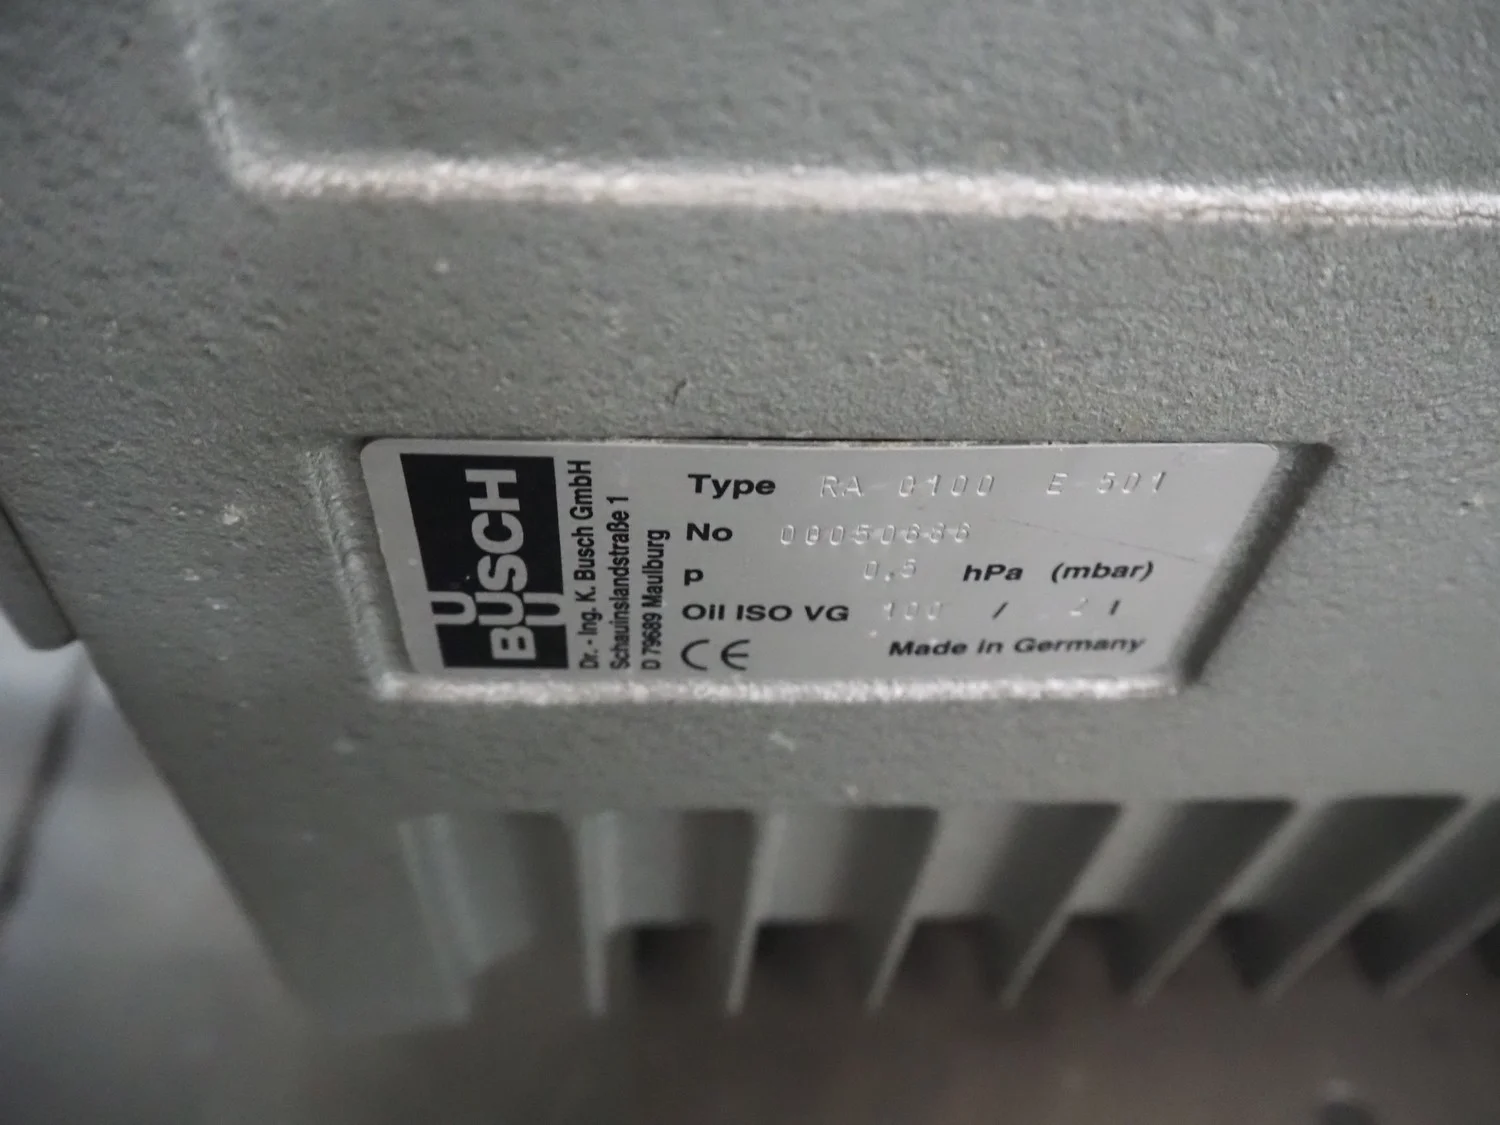 BUSCH
Dr. - Ing. K. Busch GmbH
Schauinslandstraße 1
D 79689 Maulburg
Type RA 0100 E 501
No
p 0.5 hPa (mbar)
Oil ISO VG 100 / 2 l
CE
Made in Germany